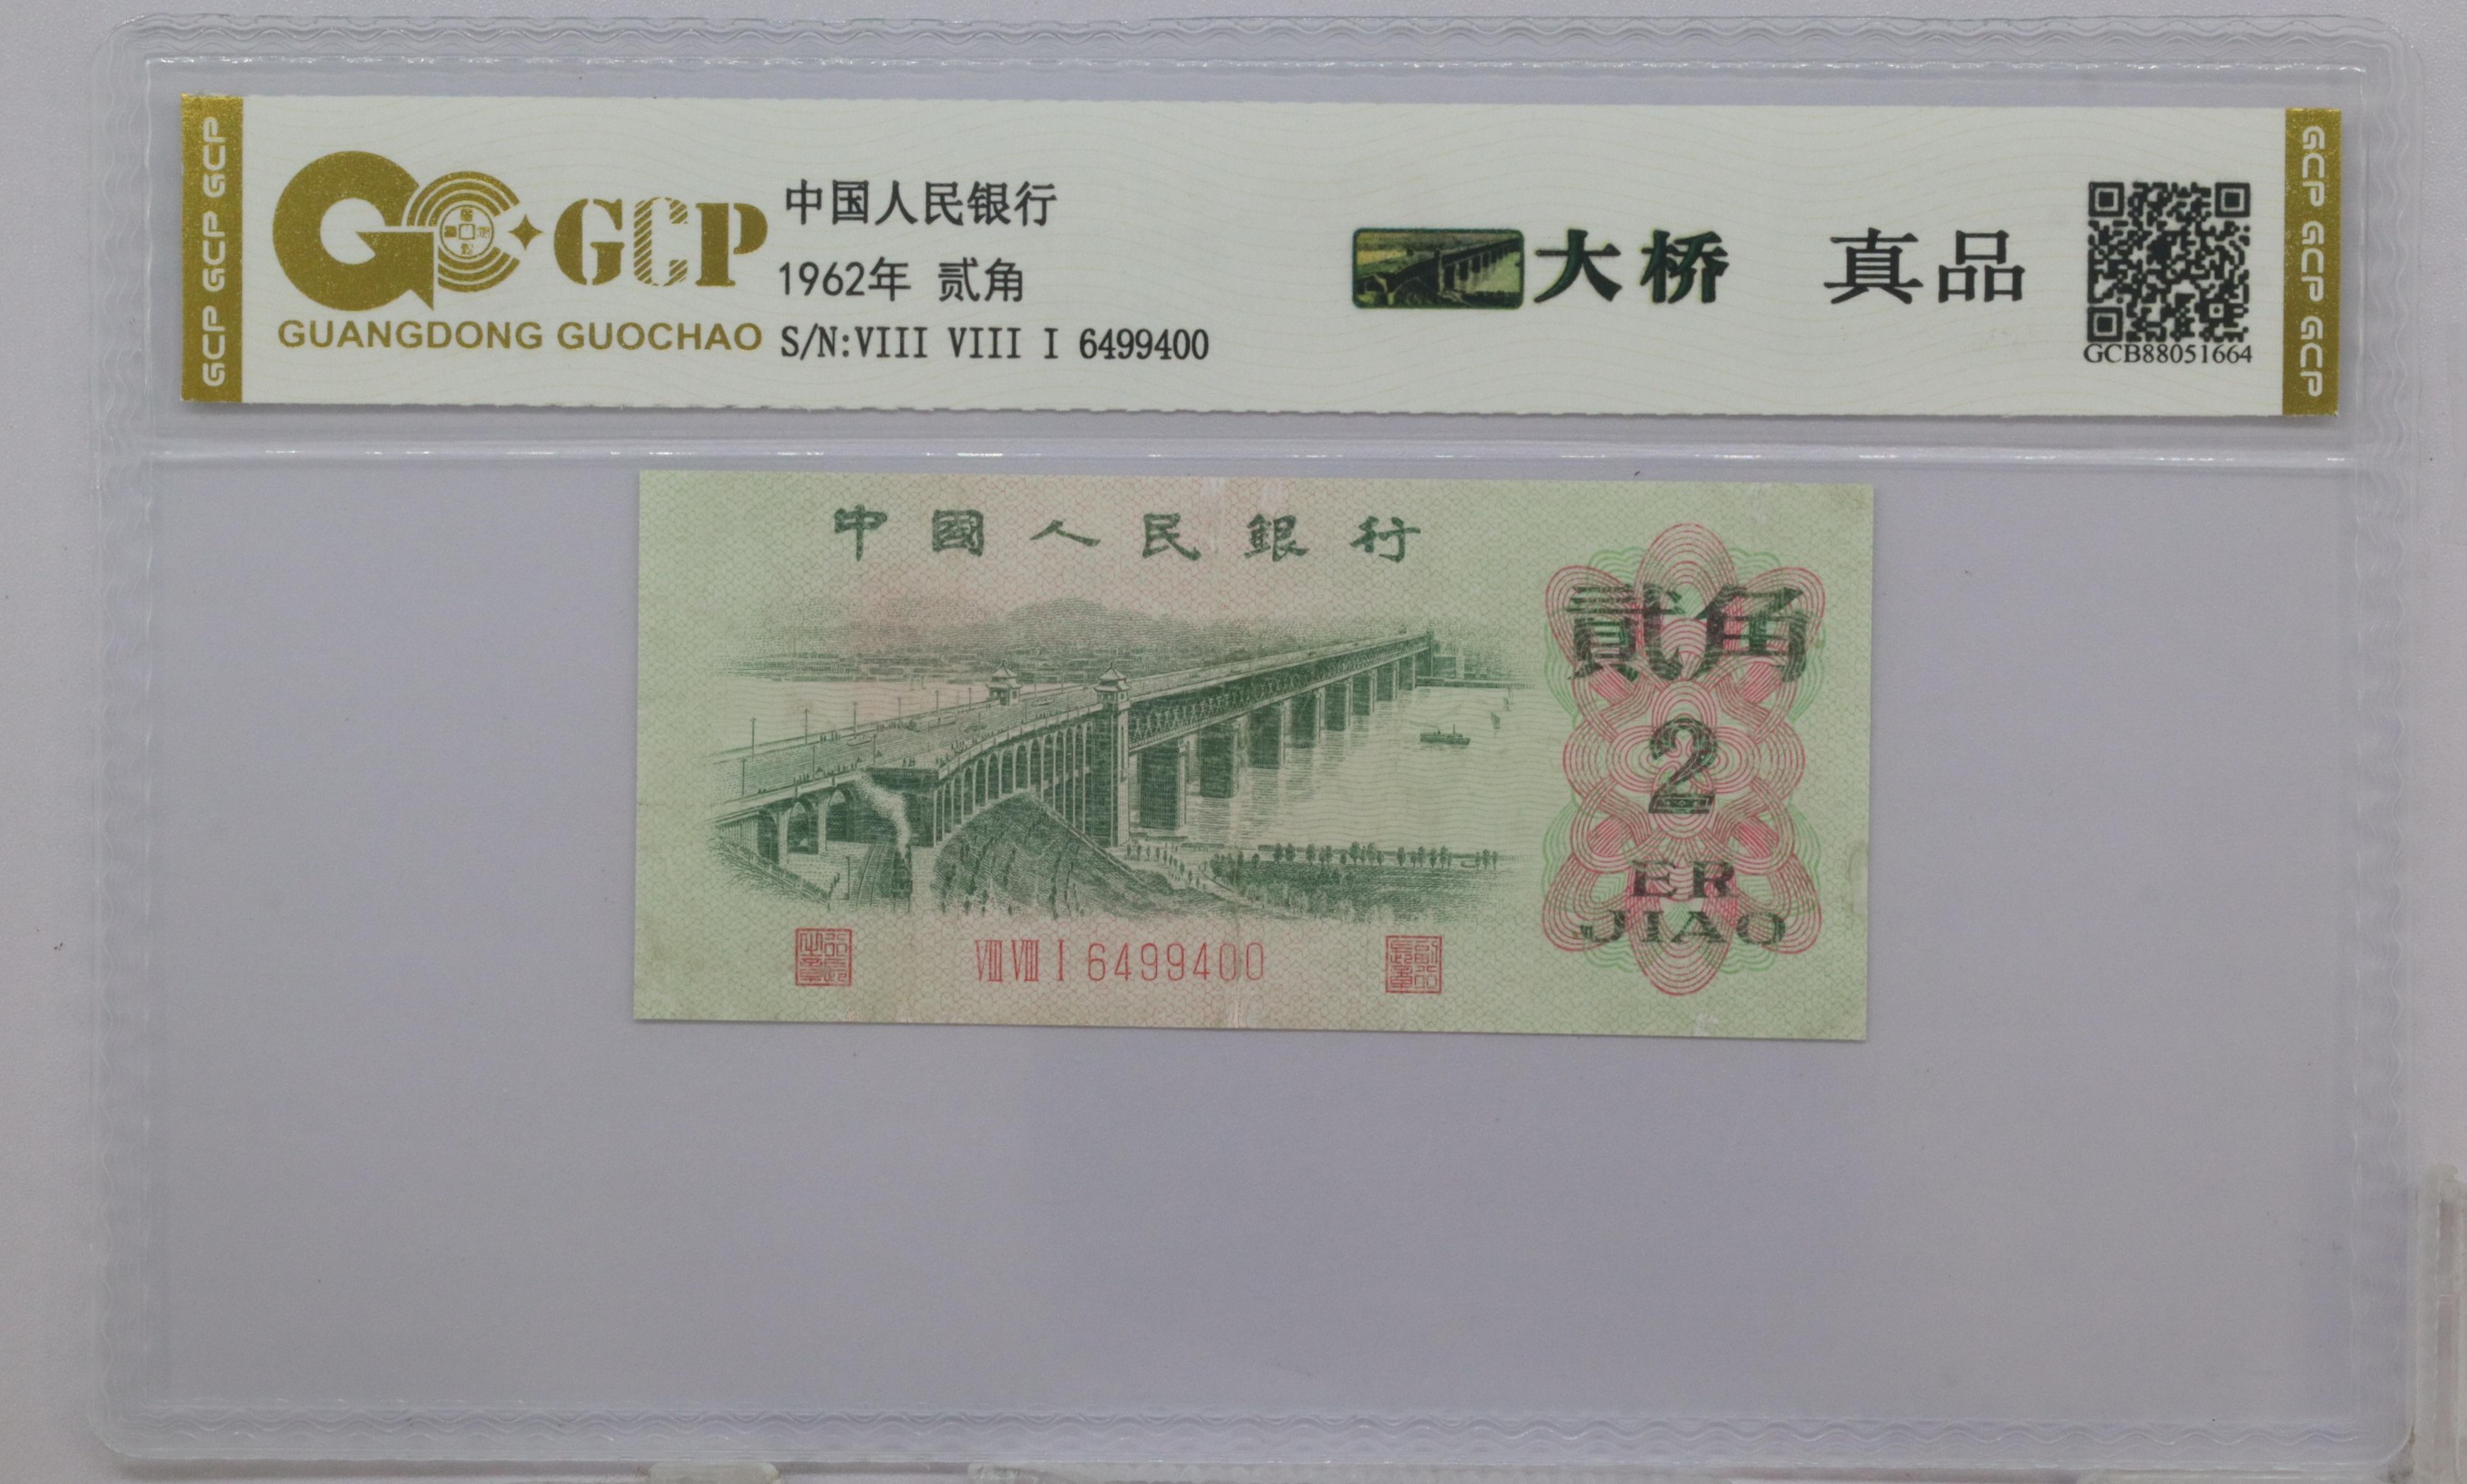 GCP GCP GCP
GCP
GUANGDONG GUOCHAO
中国人民银行
1962年 贰角
S/N:VIII VIII I 6499400
大桥 真品
GCB88051664
GCP GCP GCP
中國人民銀行
貳角
2
ER
JIAO
VIII VIII I 6499400